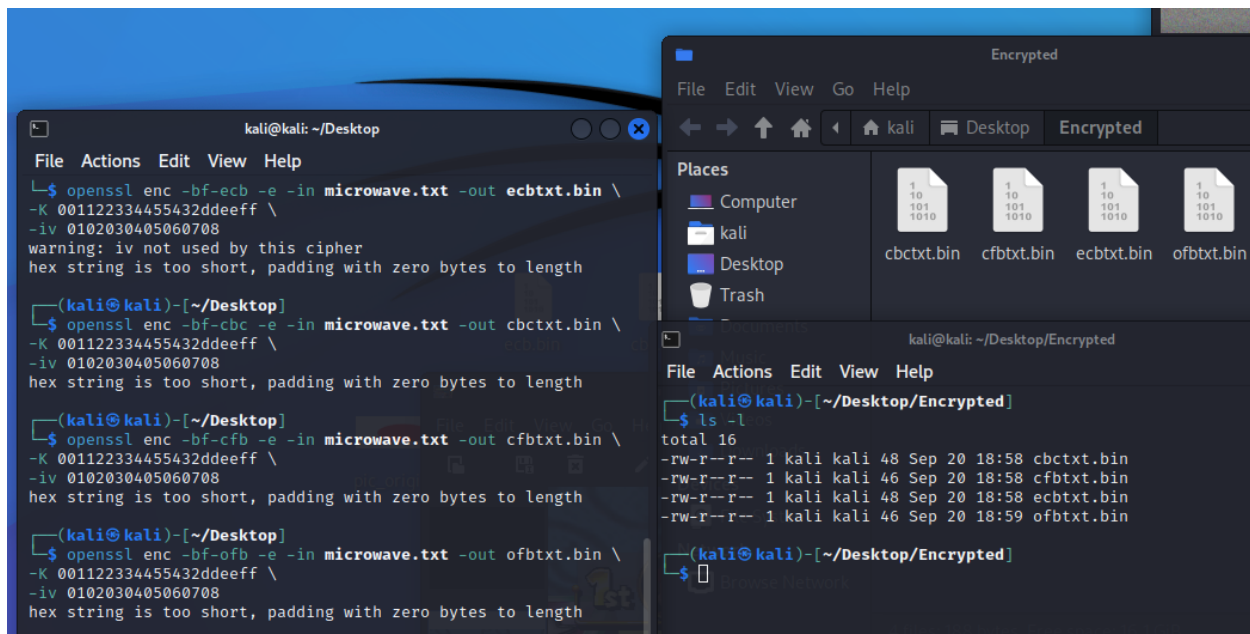 kali@kali: ~/Desktop
File Actions Edit View Help
└─$ openssl enc -bf-ecb -e -in microwave.txt -out ecbtxt.bin \
-K 001122334455432ddeeff \
-iv 0102030405060708
warning: iv not used by this cipher
hex string is too short, padding with zero bytes to length
┌──(kali㉿kali)-[~/Desktop]
└─$ openssl enc -bf-cbc -e -in microwave.txt -out cbctxt.bin \
-K 001122334455432ddeeff \
-iv 0102030405060708
hex string is too short, padding with zero bytes to length
┌──(kali㉿kali)-[~/Desktop]
└─$ openssl enc -bf-cfb -e -in microwave.txt -out cfbtxt.bin \
-K 001122334455432ddeeff \
-iv 0102030405060708
hex string is too short, padding with zero bytes to length
┌──(kali㉿kali)-[~/Desktop]
└─$ openssl enc -bf-ofb -e -in microwave.txt -out ofbtxt.bin \
-K 001122334455432ddeeff \
-iv 0102030405060708
hex string is too short, padding with zero bytes to length
Encrypted
File Edit View Go Help
kali Desktop Encrypted
Places
Computer
kali
Desktop
Trash
Documents
cbctxt.bin cfbtxt.bin ecbtxt.bin ofbtxt.bin
kali@kali: ~/Desktop/Encrypted
File Actions Edit View Help
┌──(kali㉿kali)-[~/Desktop/Encrypted]
└─$ ls -l
total 16
-rw-r--r-- 1 kali kali 48 Sep 20 18:58 cbctxt.bin
-rw-r--r-- 1 kali kali 46 Sep 20 18:58 cfbtxt.bin
-rw-r--r-- 1 kali kali 48 Sep 20 18:58 ecbtxt.bin
-rw-r--r-- 1 kali kali 46 Sep 20 18:59 ofbtxt.bin
┌──(kali㉿kali)-[~/Desktop/Encrypted]
└─$
Browse Network